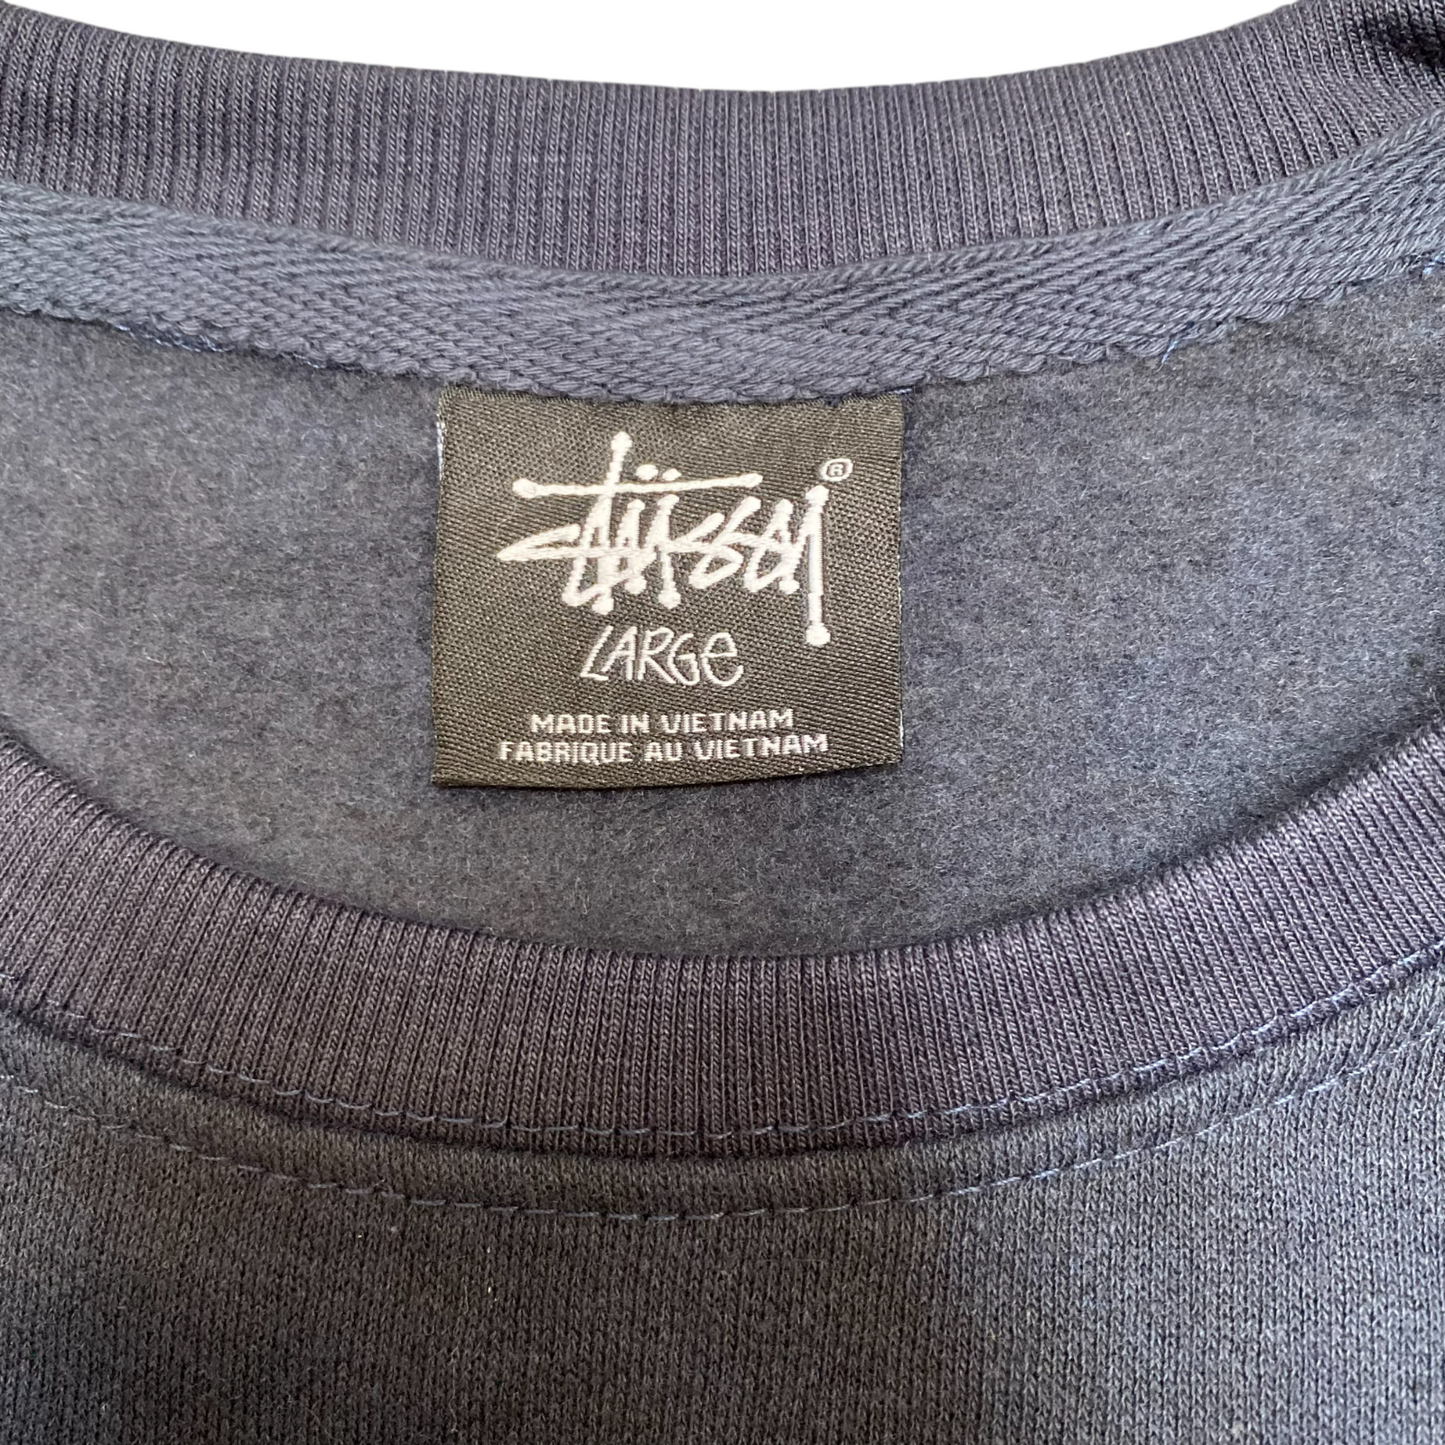 Stüssy ®
LARGe
MADE IN VIETNAM
FABRIQUE AU VIETNAM